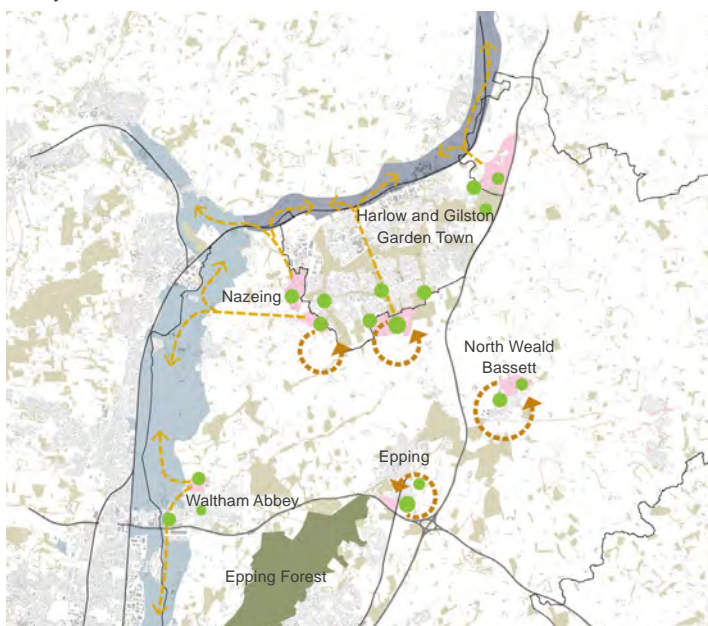 Harlow and Gilston
Garden Town
Nazeing
North Weald
Bassett
Epping
Waltham Abbey
Epping Forest